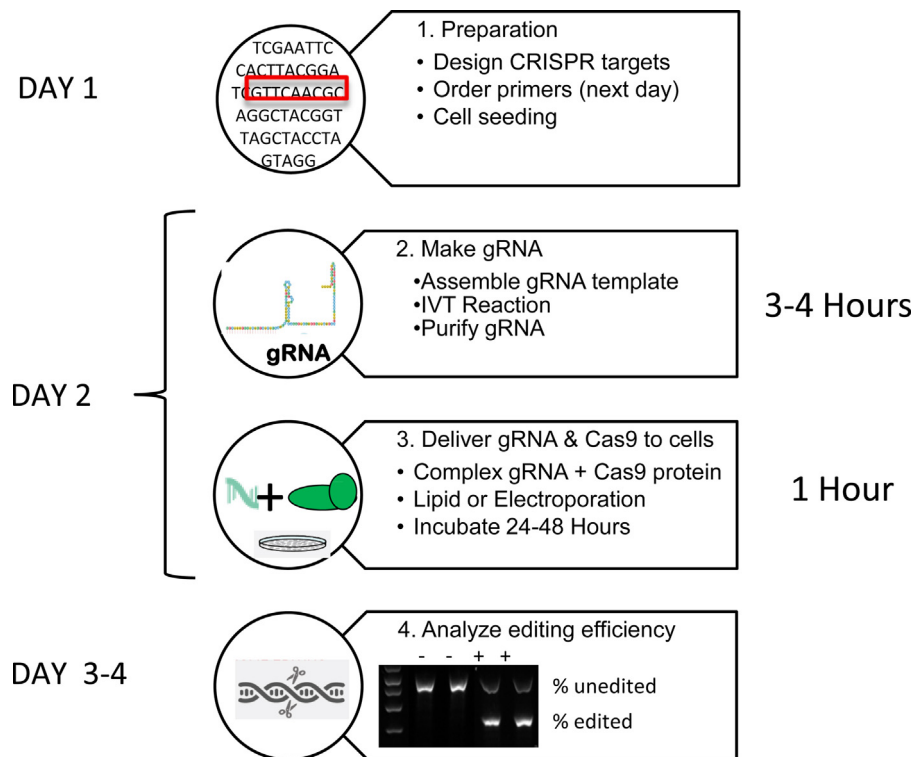 DAY 1
TCGAATTC
CACTTACGGA
TCGTTCAACGC
AGGCTACGGT
TAGCTACCTA
GTAGG
1. Preparation
• Design CRISPR targets
• Order primers (next day)
• Cell seeding
DAY 2
gRNA
2. Make gRNA
•Assemble gRNA template
•IVT Reaction
•Purify gRNA
3-4 Hours
+
3. Deliver gRNA & Cas9 to cells
• Complex gRNA + Cas9 protein
• Lipid or Electroporation
• Incubate 24-48 Hours
1 Hour
DAY 3-4
4. Analyze editing efficiency
- - + +
% unedited
% edited